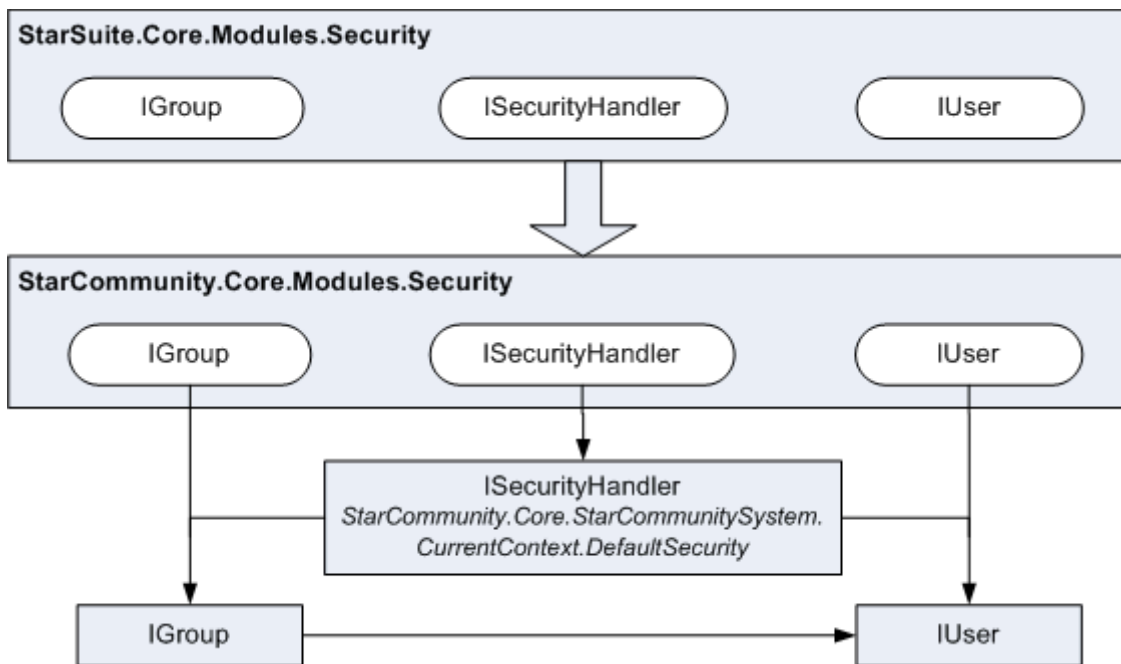 StarSuite.Core.Modules.Security
IGroup
ISecurityHandler
IUser
StarCommunity.Core.Modules.Security
IGroup
ISecurityHandler
IUser
ISecurityHandler
StarCommunity.Core.StarCommunitySystem.
CurrentContext.DefaultSecurity
IGroup
IUser